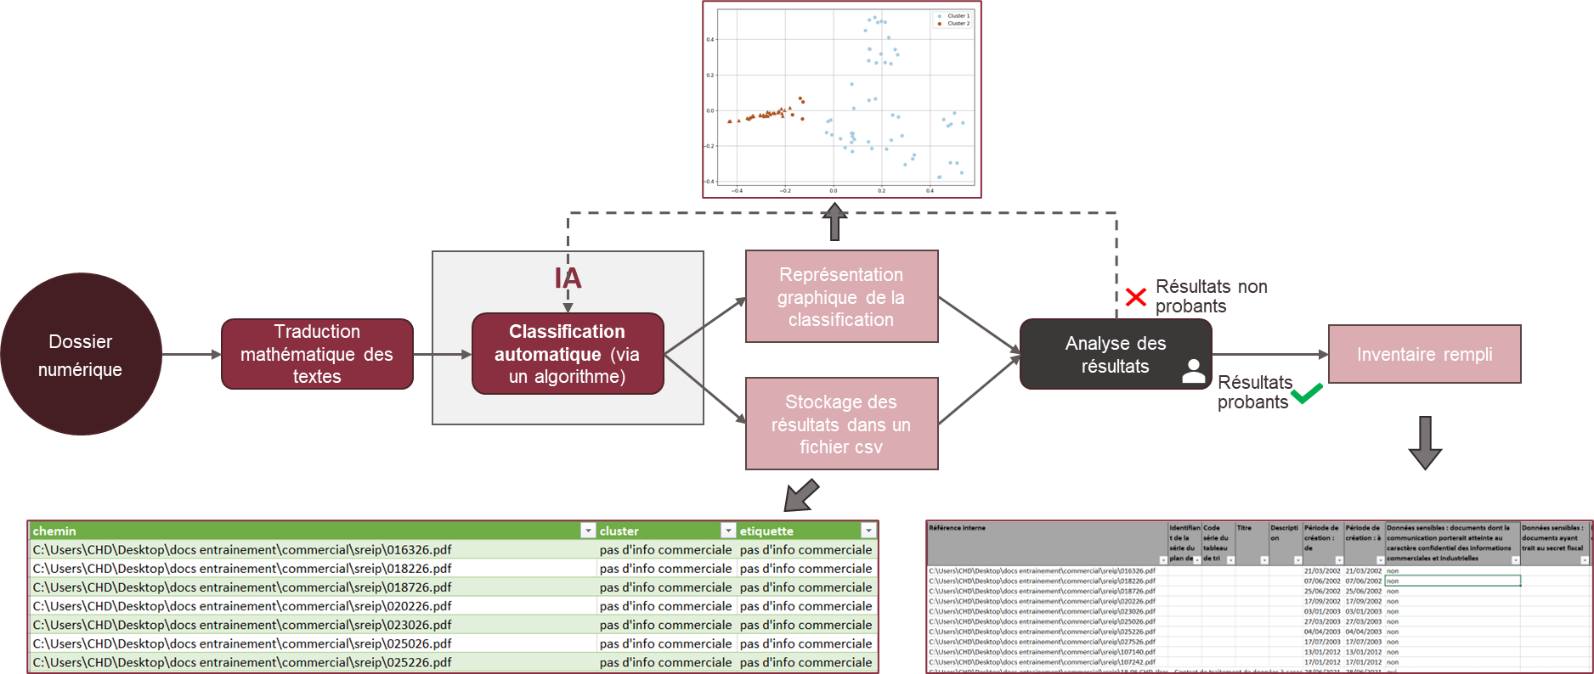 Cluster 1
Cluster 2
0.4
0.2
0.0
-0.2
-0.4
-0.4
-0.2
0.0
0.2
0.4
IA
Dossier
numérique
Traduction
mathématique des
textes
Classification
automatique (via
un algorithme)
Représentation
graphique de la
classification
Stockage des
résultats dans un
fichier csv
Analyse des
résultats
Résultats non
probants
Résultats
probants
Inventaire rempli
chemin cluster etiquette
C:\Users\CHD\Desktop\docs entrainement\commercial\sreip\016326.pdf pas d'info commerciale pas d'info commerciale
C:\Users\CHD\Desktop\docs entrainement\commercial\sreip\018226.pdf pas d'info commerciale pas d'info commerciale
C:\Users\CHD\Desktop\docs entrainement\commercial\sreip\018726.pdf pas d'info commerciale pas d'info commerciale
C:\Users\CHD\Desktop\docs entrainement\commercial\sreip\020226.pdf pas d'info commerciale pas d'info commerciale
C:\Users\CHD\Desktop\docs entrainement\commercial\sreip\023026.pdf pas d'info commerciale pas d'info commerciale
C:\Users\CHD\Desktop\docs entrainement\commercial\sreip\025026.pdf pas d'info commerciale pas d'info commerciale
C:\Users\CHD\Desktop\docs entrainement\commercial\sreip\025226.pdf pas d'info commerciale pas d'info commerciale
Référence interne Identifian Code Titre Descripti Période de Période de Données sensibles : documents dont la Données sensibles :
t de la série du on création : création : à communication porterait atteinte au documents ayant
série du tableau de caractère confidentiel des informations trait au secret fiscal
plan de de tri commerciales et industrielles
C:\Users\CHD\Desktop\docs entrainement\commercial\sreip\016326.pdf 21/03/2002 21/03/2002 non
C:\Users\CHD\Desktop\docs entrainement\commercial\sreip\018226.pdf 07/06/2002 07/06/2002 non
C:\Users\CHD\Desktop\docs entrainement\commercial\sreip\018726.pdf 25/06/2002 25/06/2002 non
C:\Users\CHD\Desktop\docs entrainement\commercial\sreip\020226.pdf 17/09/2002 17/09/2002 non
C:\Users\CHD\Desktop\docs entrainement\commercial\sreip\023026.pdf 03/01/2003 03/01/2003 non
C:\Users\CHD\Desktop\docs entrainement\commercial\sreip\025026.pdf 27/03/2003 27/03/2003 non
C:\Users\CHD\Desktop\docs entrainement\commercial\sreip\025226.pdf 04/04/2003 04/04/2003 non
C:\Users\CHD\Desktop\docs entrainement\commercial\sreip\027526.pdf 17/07/2003 17/07/2003 non
C:\Users\CHD\Desktop\docs entrainement\commercial\sreip\107140.pdf 13/01/2012 13/01/2012 non
C:\Users\CHD\Desktop\docs entrainement\commercial\sreip\107242.pdf 17/01/2012 17/01/2012 non